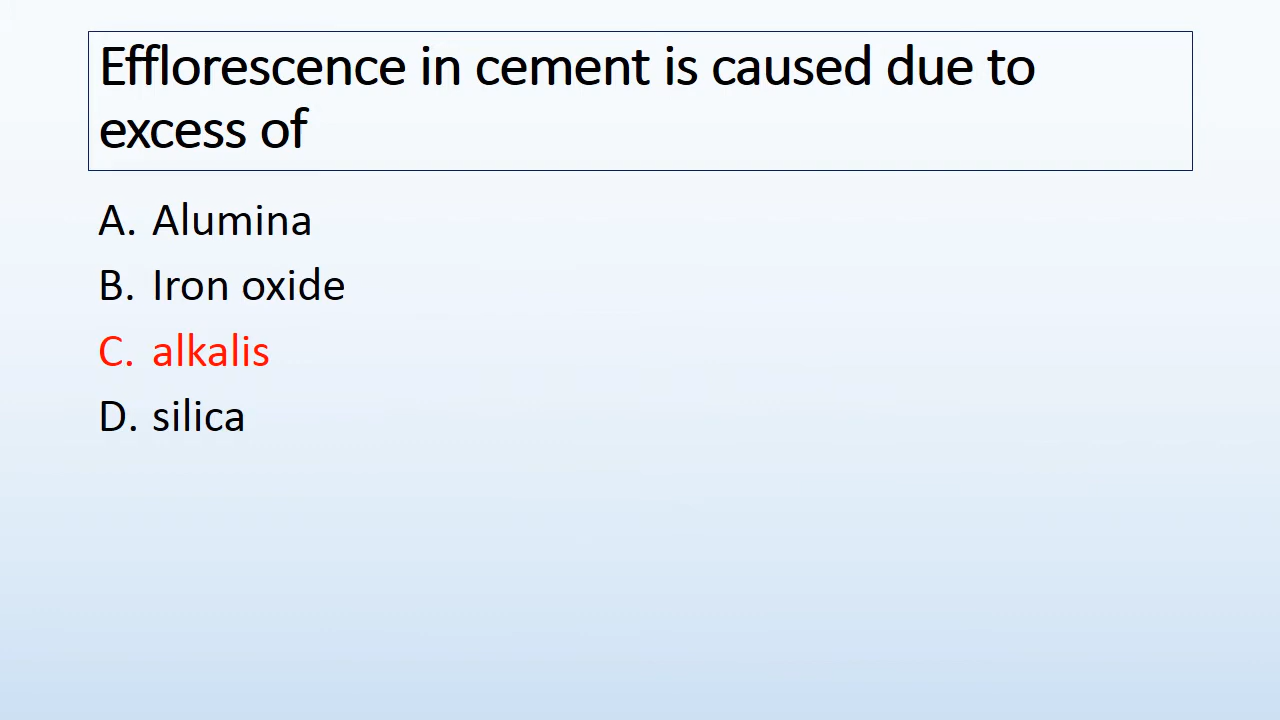 Efflorescence in cement is caused due to
excess of
A. Alumina
B. Iron oxide
C. alkalis
D. silica